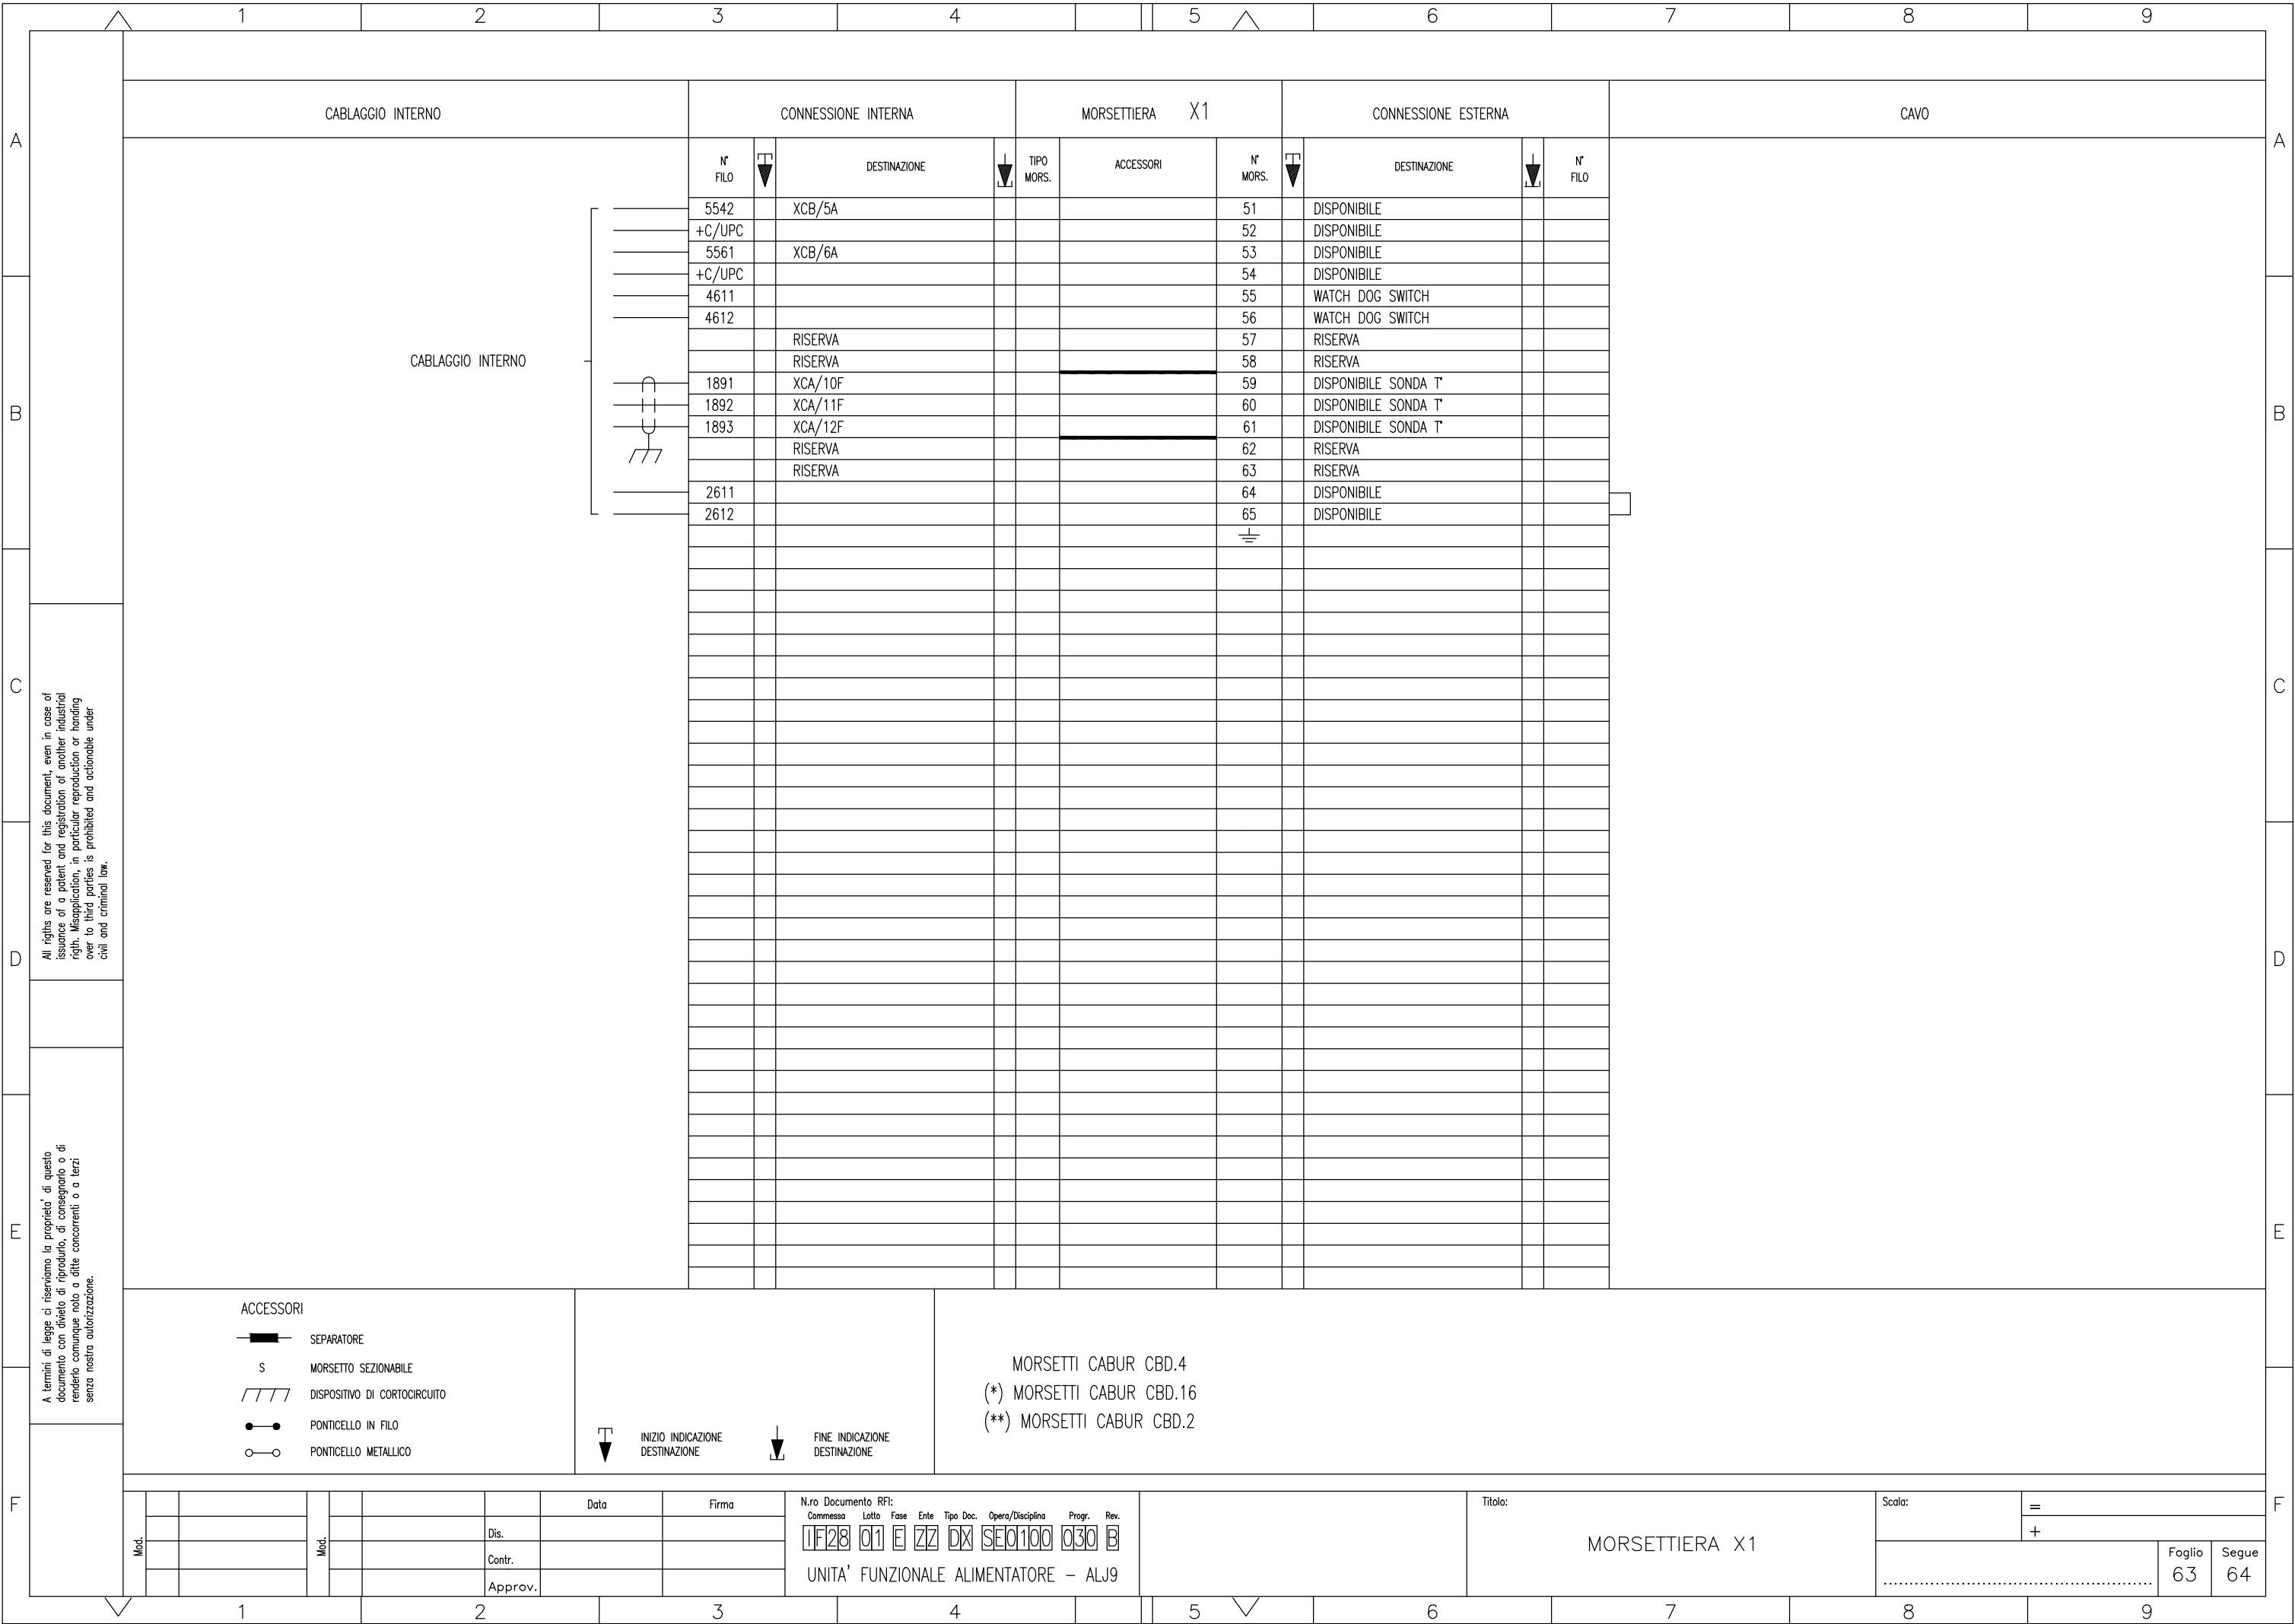 1 2 3 4 5 6 7 8 9
CABLAGGIO INTERNO CONNESSIONE INTERNA MORSETTIERA X1 CONNESSIONE ESTERNA CAVO
N° FILO DESTINAZIONE TIPO MORS. ACCESSORI N° MORS. DESTINAZIONE N° FILO
5542 XCB/5A 51 DISPONIBILE
+C/UPC 52 DISPONIBILE
5561 XCB/6A 53 DISPONIBILE
+C/UPC 54 DISPONIBILE
4611 55 WATCH DOG SWITCH
4612 56 WATCH DOG SWITCH
RISERVA 57 RISERVA
CABLAGGIO INTERNO
RISERVA 58 RISERVA
1891 XCA/10F 59 DISPONIBILE SONDA T°
1892 XCA/11F 60 DISPONIBILE SONDA T°
1893 XCA/12F 61 DISPONIBILE SONDA T°
RISERVA 62 RISERVA
RISERVA 63 RISERVA
2611 64 DISPONIBILE
2612 65 DISPONIBILE
A A
B B
C C
D D
E E
F F
All rigths are reserved for this document, even in case of
issuance of a patent and registration of another industrial
rigth. Misapplication, in particular reproduction or handing
over to third parties is prohibited and actionable under
civil and criminal law.
A termini di legge ci riserviamo la proprieta' di questo
documento con divieto di riprodurlo, di consegnarlo o di
renderlo comunque noto a ditte concorrenti o a terzi
senza nostra autorizzazione.
ACCESSORI
SEPARATORE
S MORSETTO SEZIONABILE
DISPOSITIVO DI CORTOCIRCUITO
PONTICELLO IN FILO
PONTICELLO METALLICO
INIZIO INDICAZIONE
DESTINAZIONE
FINE INDICAZIONE
DESTINAZIONE
MORSETTI CABUR CBD.4
(*) MORSETTI CABUR CBD.16
(**) MORSETTI CABUR CBD.2
Mod. Mod.
Data Firma
Dis.
Contr.
Approv.
N.ro Documento RFI:
Commessa Lotto Fase Ente Tipo Doc. Opera/Disciplina Progr. Rev.
IF28 01 E ZZ DX SE0100 030 B
UNITA' FUNZIONALE ALIMENTATORE – ALJ9
Titolo:
MORSETTIERA X1
Scala:
=
+
Foglio Segue
63 64
1 2 3 4 5 6 7 8 9